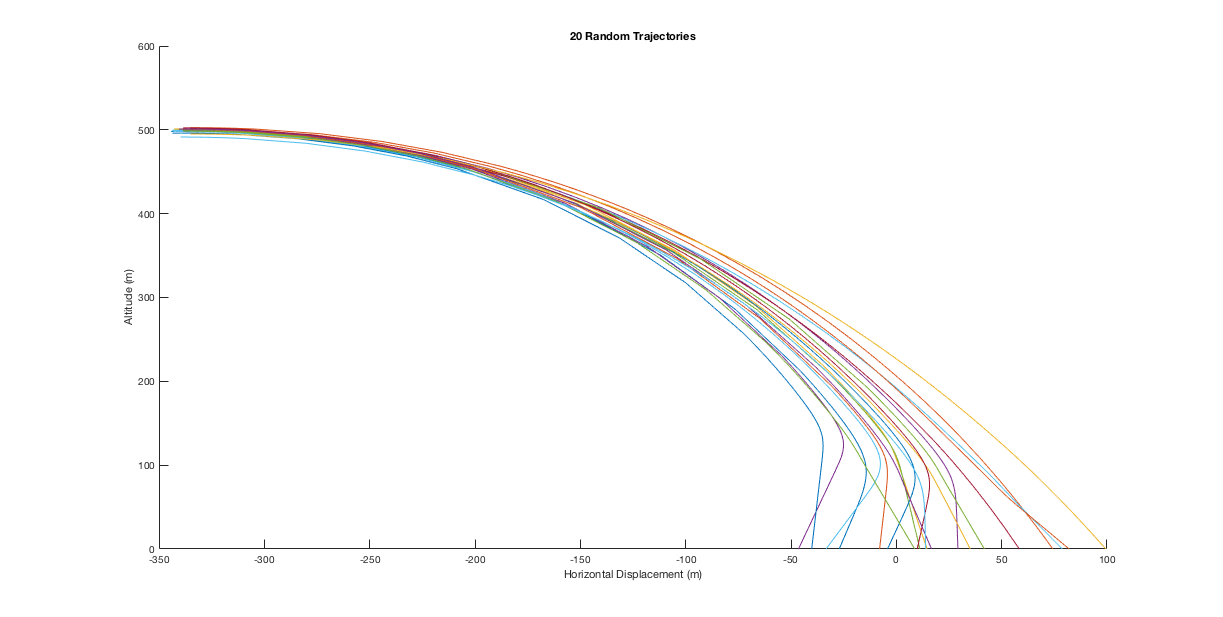 20 Random Trajectories
600
500
400
300
200
100
0
Altitude (m)
-350 -300 -250 -200 -150 -100 -50 0 50 100
Horizontal Displacement (m)